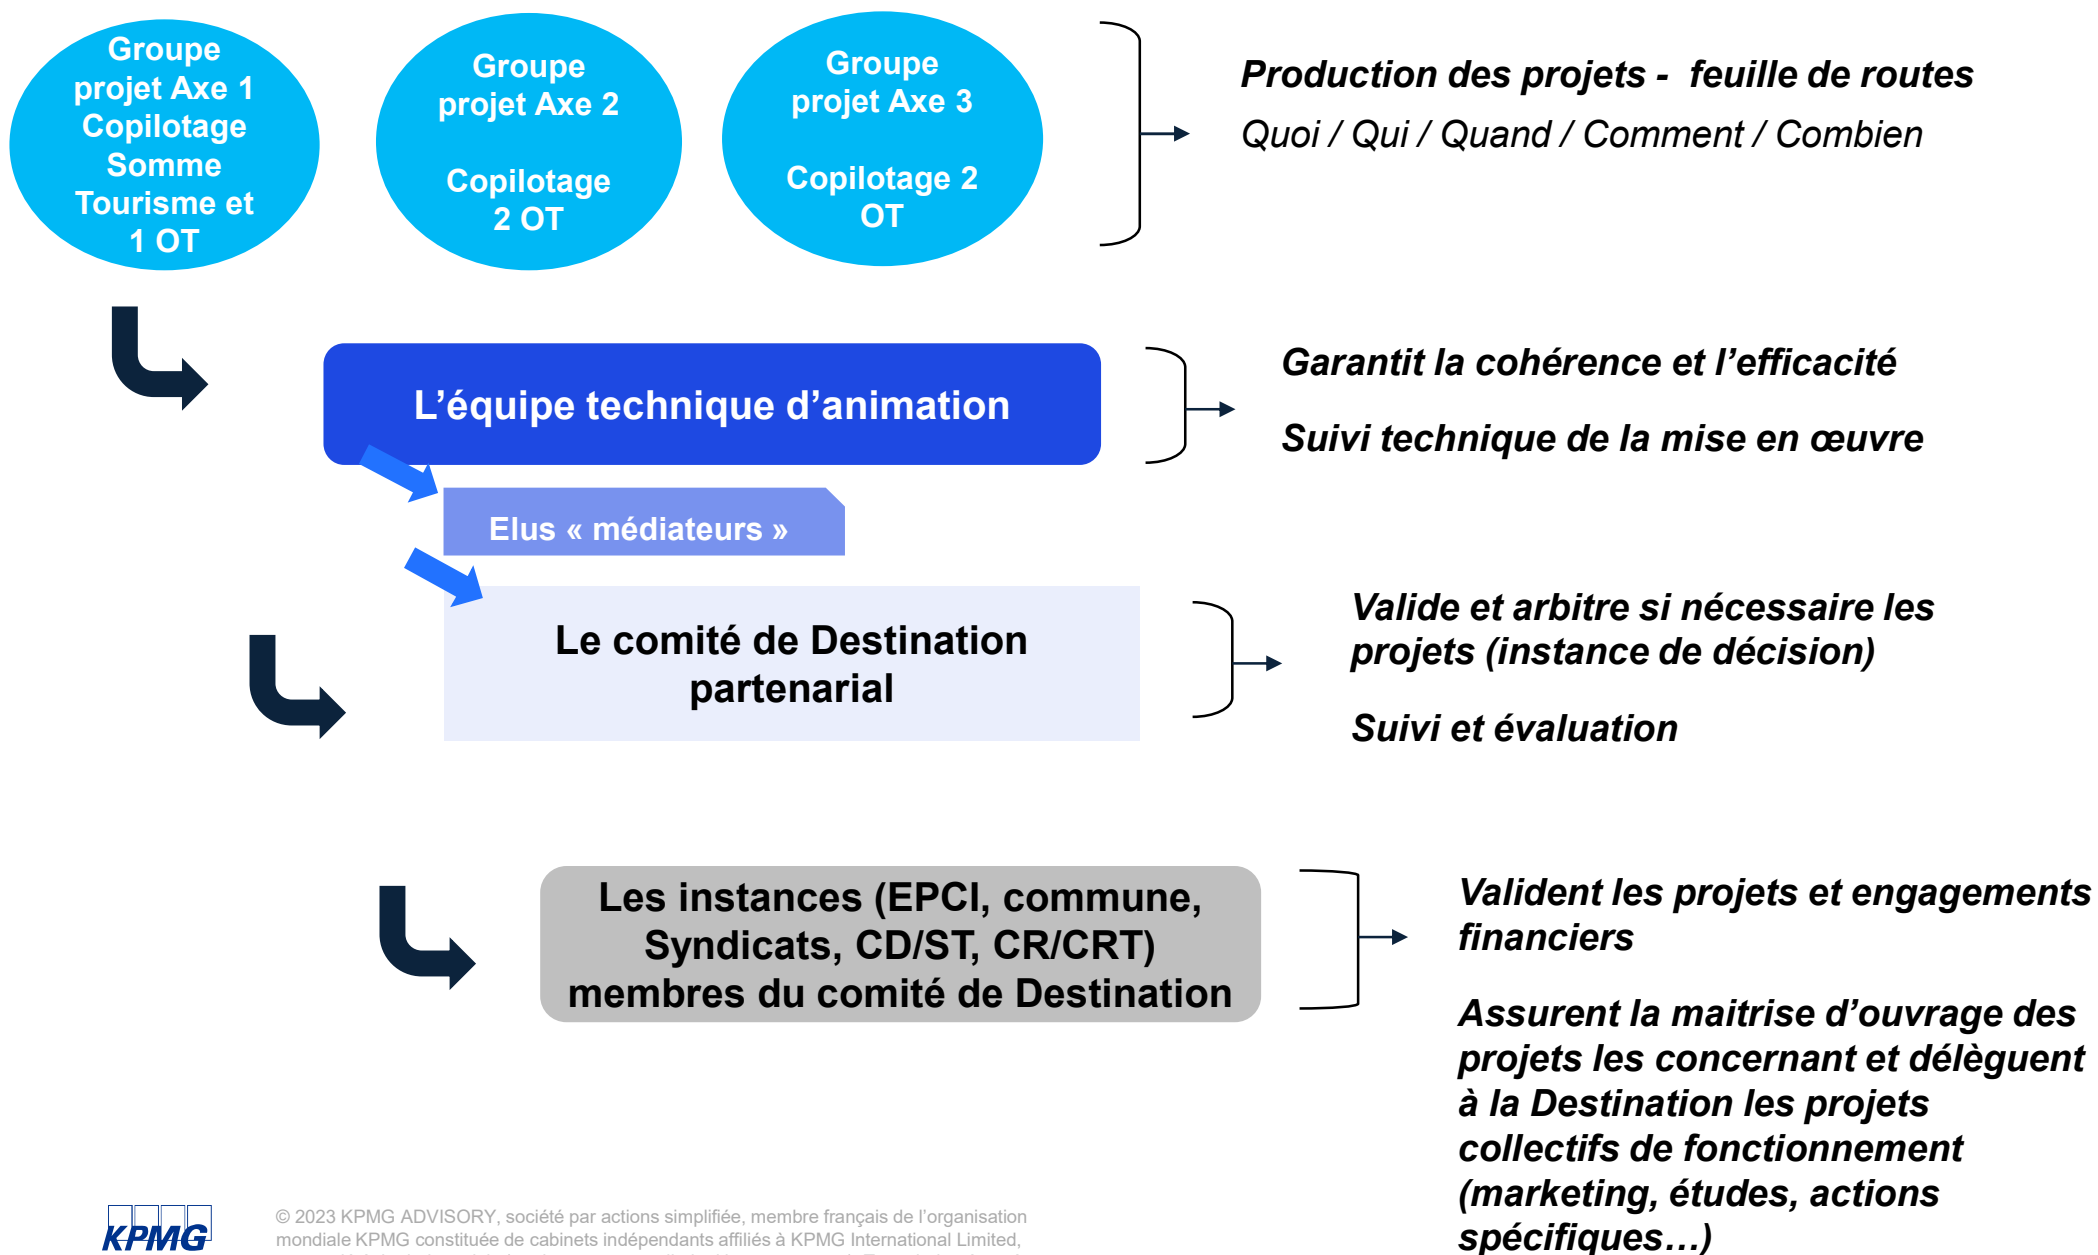 Groupe
projet Axe 1
Copilotage
Somme
Tourisme et
1 OT
Groupe
projet Axe 2
Copilotage
2 OT
Groupe
projet Axe 3
Copilotage 2
OT
Production des projets - feuille de routes
Quoi / Qui / Quand / Comment / Combien
L’équipe technique d’animation
Garantit la cohérence et l’efficacité
Suivi technique de la mise en œuvre
Elus « médiateurs »
Le comité de Destination
partenarial
Valide et arbitre si nécessaire les
projets (instance de décision)
Suivi et évaluation
Les instances (EPCI, commune,
Syndicats, CD/ST, CR/CRT)
membres du comité de Destination
Valident les projets et engagements
financiers
Assurent la maitrise d’ouvrage des
projets les concernant et délèguent
à la Destination les projets
collectifs de fonctionnement
(marketing, études, actions
spécifiques…)
KPMG
© 2023 KPMG ADVISORY, société par actions simplifiée, membre français de l’organisation
mondiale KPMG constituée de cabinets indépendants affiliés à KPMG International Limited,